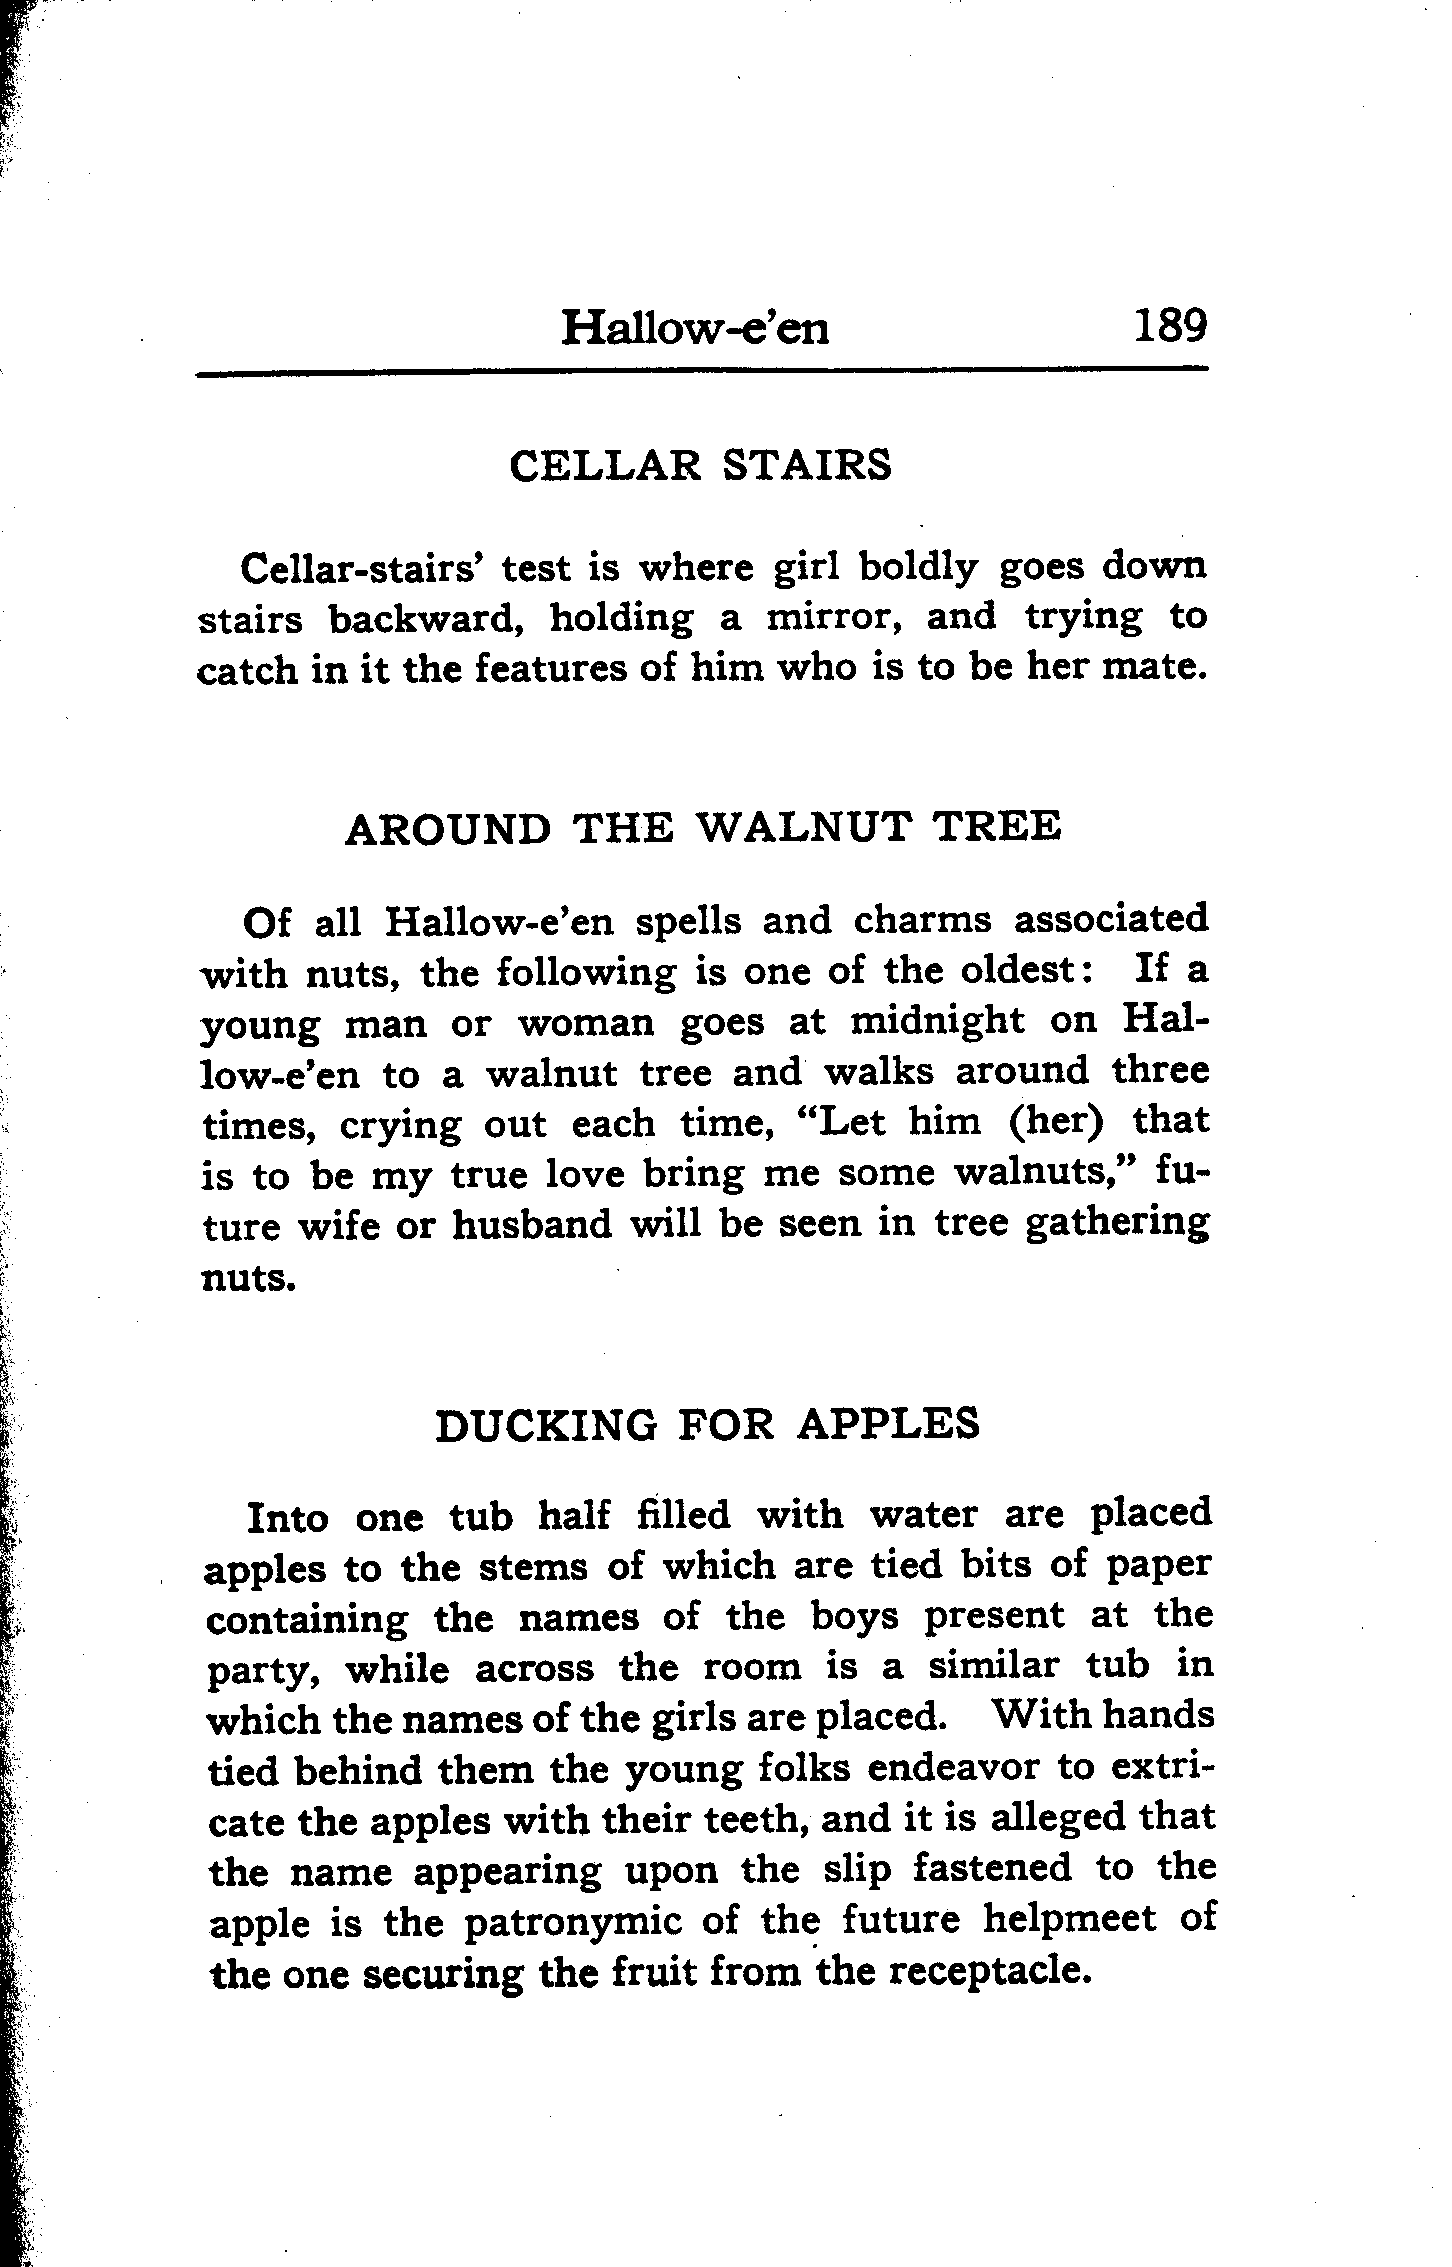 Hallow-e'en 189
CELLAR STAIRS
Cellar-stairs' test is where girl boldly goes down
stairs backward, holding a mirror, and trying to
catch in it the features of him who is to be her mate.
AROUND THE WALNUT TREE
Of all Hallow-e'en spells and charms associated
with nuts, the following is one of the oldest: If a
young man or woman goes at midnight on Hal-
low-e'en to a walnut tree and walks around three
times, crying out each time, “Let him (her) that
is to be my true love bring me some walnuts,” fu-
ture wife or husband will be seen in tree gathering
nuts.
DUCKING FOR APPLES
Into one tub half filled with water are placed
apples to the stems of which are tied bits of paper
containing the names of the boys present at the
party, while across the room is a similar tub in
which the names of the girls are placed. With hands
tied behind them the young folks endeavor to extri-
cate the apples with their teeth, and it is alleged that
the name appearing upon the slip fastened to the
apple is the patronymic of the future helpmeet of
the one securing the fruit from the receptacle.